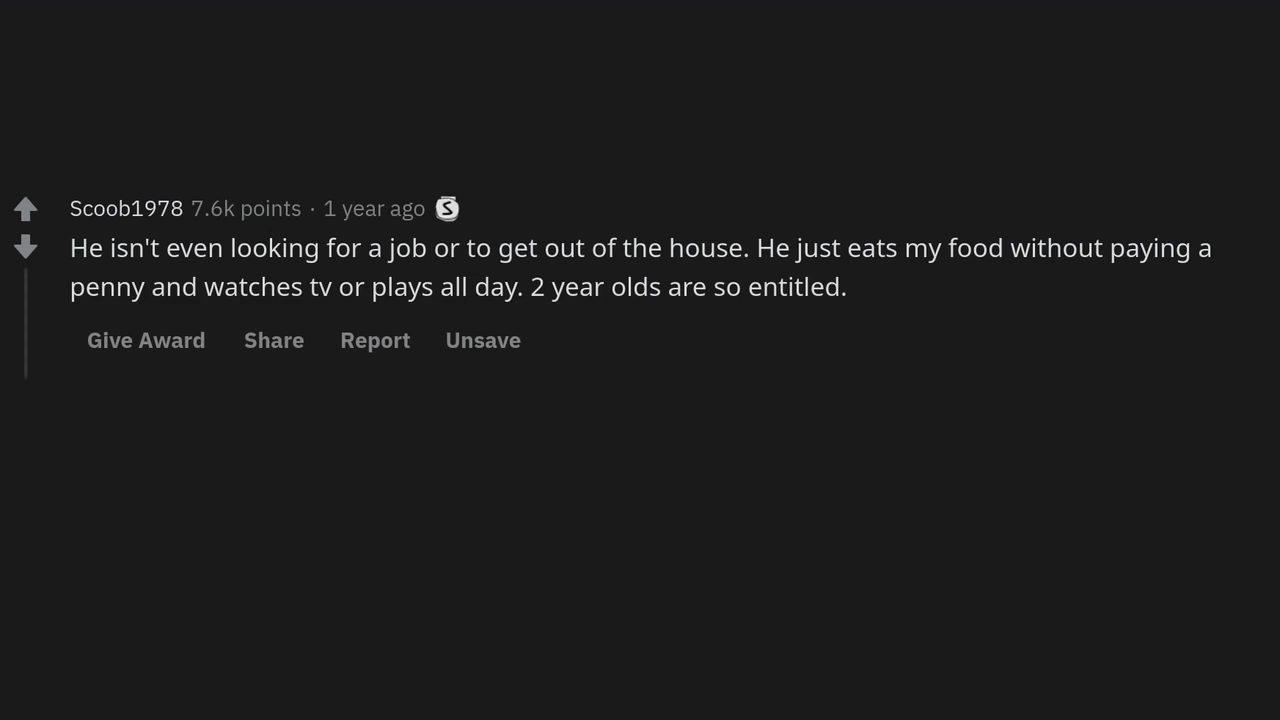 Scoob1978 7.6k points · 1 year ago S
He isn't even looking for a job or to get out of the house. He just eats my food without paying a
penny and watches tv or plays all day. 2 year olds are so entitled.
Give Award Share Report Unsave